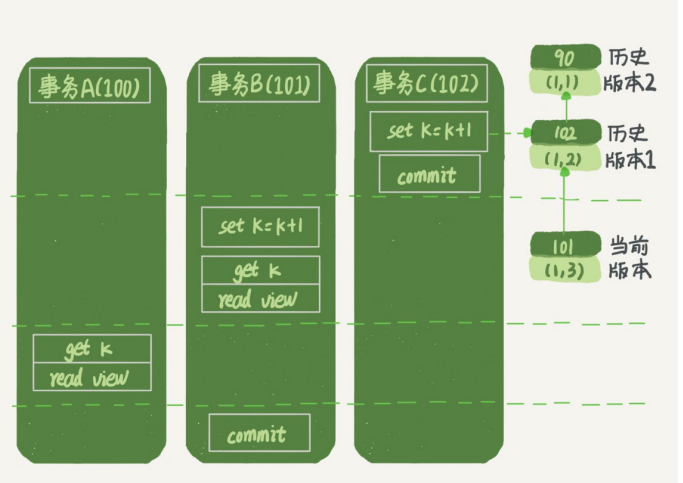 事务A(100)
事务B(101)
事务C(102)
set k=k+1
commit
set k=k+1
get k
read view
get k
read view
commit
90
(1,1)
历史
版本2
102
(1,2)
历史
版本1
101
(1,3)
当前
版本